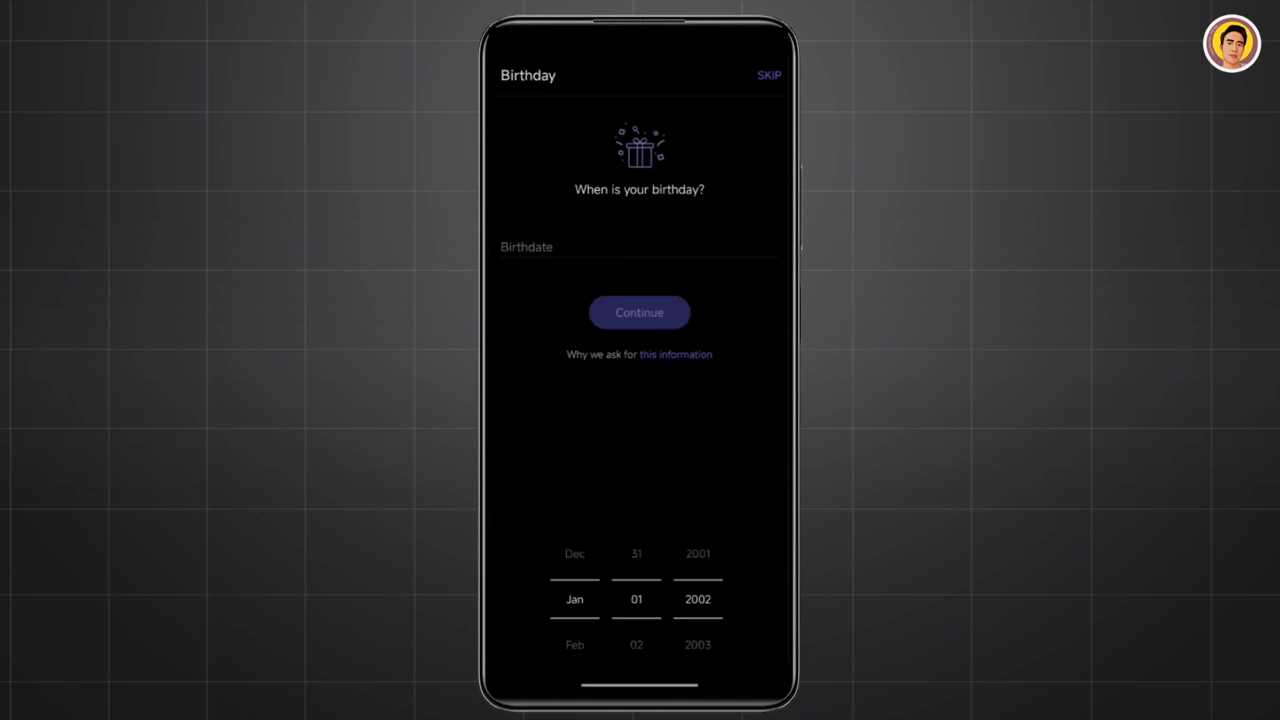 Birthday SKIP
When is your birthday?
Birthdate
Continue
Why we ask for this information
Dec 31 2001
Jan 01 2002
Feb 02 2003